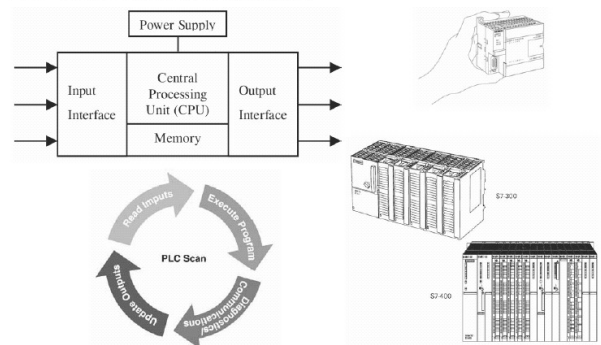 Power Supply
Input
Interface
Central
Processing
Unit (CPU)
Memory
Output
Interface
Read Inputs
Execute Program
Diagnostics/
Communications
Update Outputs
PLC Scan
S7-300
S7-400